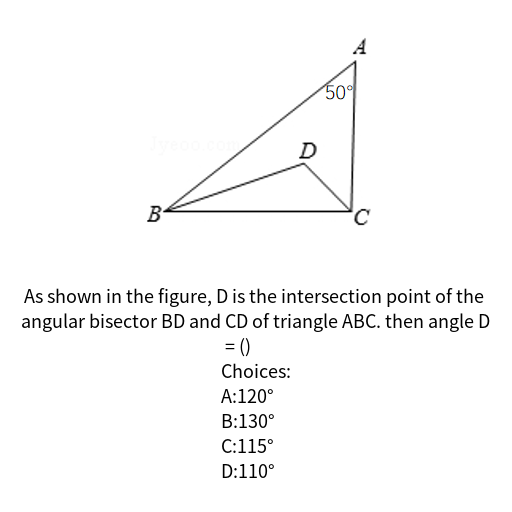 A
50°
D
B
C
As shown in the figure, D is the intersection point of the
angular bisector BD and CD of triangle ABC. then angle D
= ()
Choices:
A:120°
B:130°
C:115°
D:110°